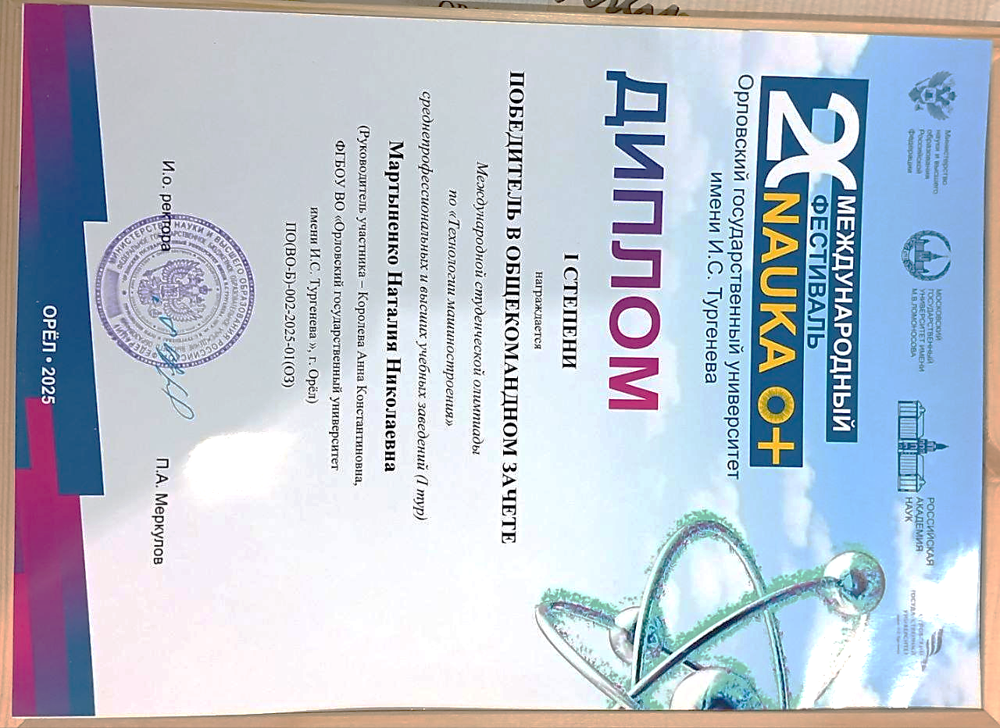 Министерство
науки и высшего
образования
Российской
Федерации
МОСКОВСКИЙ
ГОСУДАРСТВЕННЫЙ
УНИВЕРСИТЕТ ИМЕНИ
М.В.ЛОМОНОСОВА
РОССИЙСКАЯ
АКАДЕМИЯ
НАУК
МЕЖДУНАРОДНЫЙ
ФЕСТИВАЛЬ
NAUKA 0+
Орловский государственный университет
имени И.С. Тургенева
ДИПЛОМ
I СТЕПЕНИ
награждается
ПОБЕДИТЕЛЬ В ОБЩЕКОМАНДНОМ ЗАЧЕТЕ
Международной студенческой олимпиады
по «Технологии машиностроения»
среднепрофессиональных и высших учебных заведений (I тур)
Мартыненко Наталия Николаевна
(Руководитель участника – Королева Анна Константиновна,
ФГБОУ ВО «Орловский государственный университет
имени И.С. Тургенева», г. Орёл)
ПО(ВО-Б)-002-2025-01(ОЗ)
И.о. ректора
П.А. Меркулов
ОРЁЛ • 2025